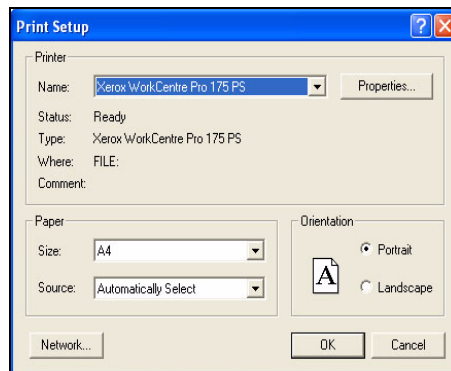 Print Setup
Printer
Name: Xerox WorkCentre Pro 175 PS Properties...
Status: Ready
Type: Xerox WorkCentre Pro 175 PS
Where: FILE:
Comment:
Paper Orientation
Size: A4 Portrait
A
Source: Automatically Select Landscape
Network... OK Cancel